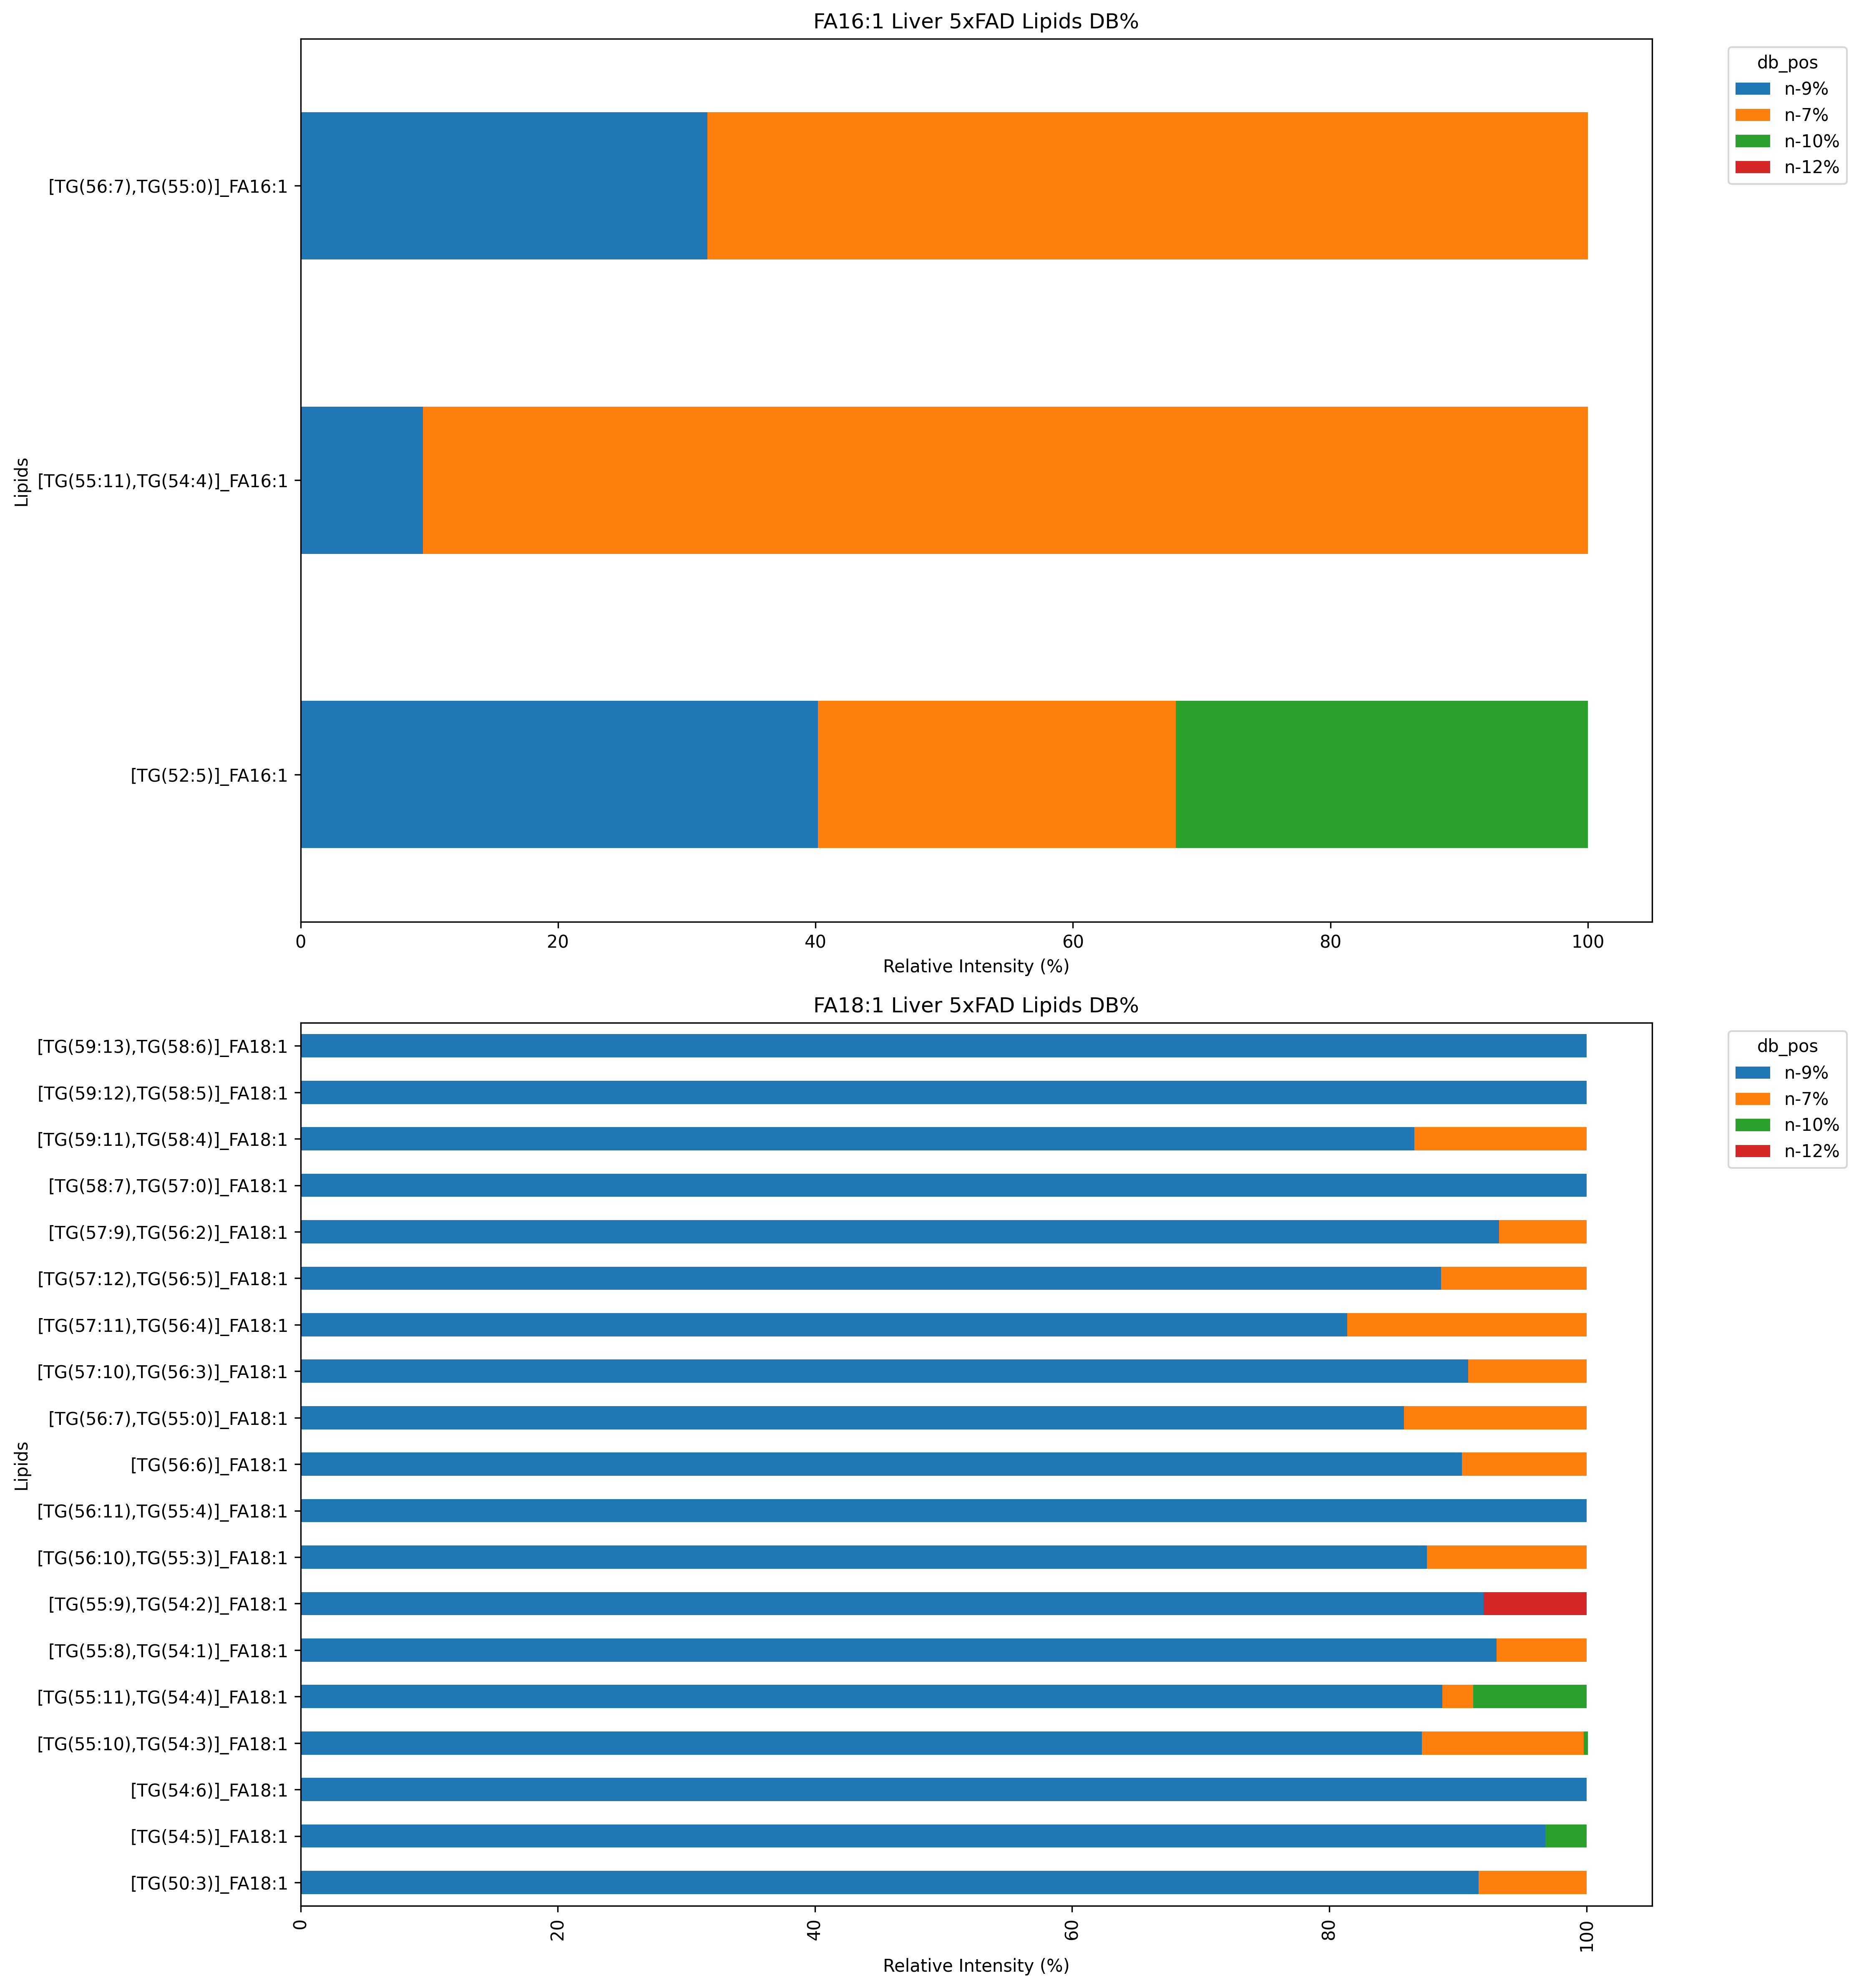 FA16:1 Liver 5xFAD Lipids DB%
db_pos
n-9%
n-7%
n-10%
n-12%
Lipids
[TG(56:7),TG(55:0)]_FA16:1
[TG(55:11),TG(54:4)]_FA16:1
[TG(52:5)]_FA16:1
0 20 40 60 80 100
Relative Intensity (%)
FA18:1 Liver 5xFAD Lipids DB%
db_pos
n-9%
n-7%
n-10%
n-12%
Lipids
[TG(59:13),TG(58:6)]_FA18:1
[TG(59:12),TG(58:5)]_FA18:1
[TG(59:11),TG(58:4)]_FA18:1
[TG(58:7),TG(57:0)]_FA18:1
[TG(57:9),TG(56:2)]_FA18:1
[TG(57:12),TG(56:5)]_FA18:1
[TG(57:11),TG(56:4)]_FA18:1
[TG(57:10),TG(56:3)]_FA18:1
[TG(56:7),TG(55:0)]_FA18:1
[TG(56:6)]_FA18:1
[TG(56:11),TG(55:4)]_FA18:1
[TG(56:10),TG(55:3)]_FA18:1
[TG(55:9),TG(54:2)]_FA18:1
[TG(55:8),TG(54:1)]_FA18:1
[TG(55:11),TG(54:4)]_FA18:1
[TG(55:10),TG(54:3)]_FA18:1
[TG(54:6)]_FA18:1
[TG(54:5)]_FA18:1
[TG(50:3)]_FA18:1
0 20 40 60 80 100
Relative Intensity (%)